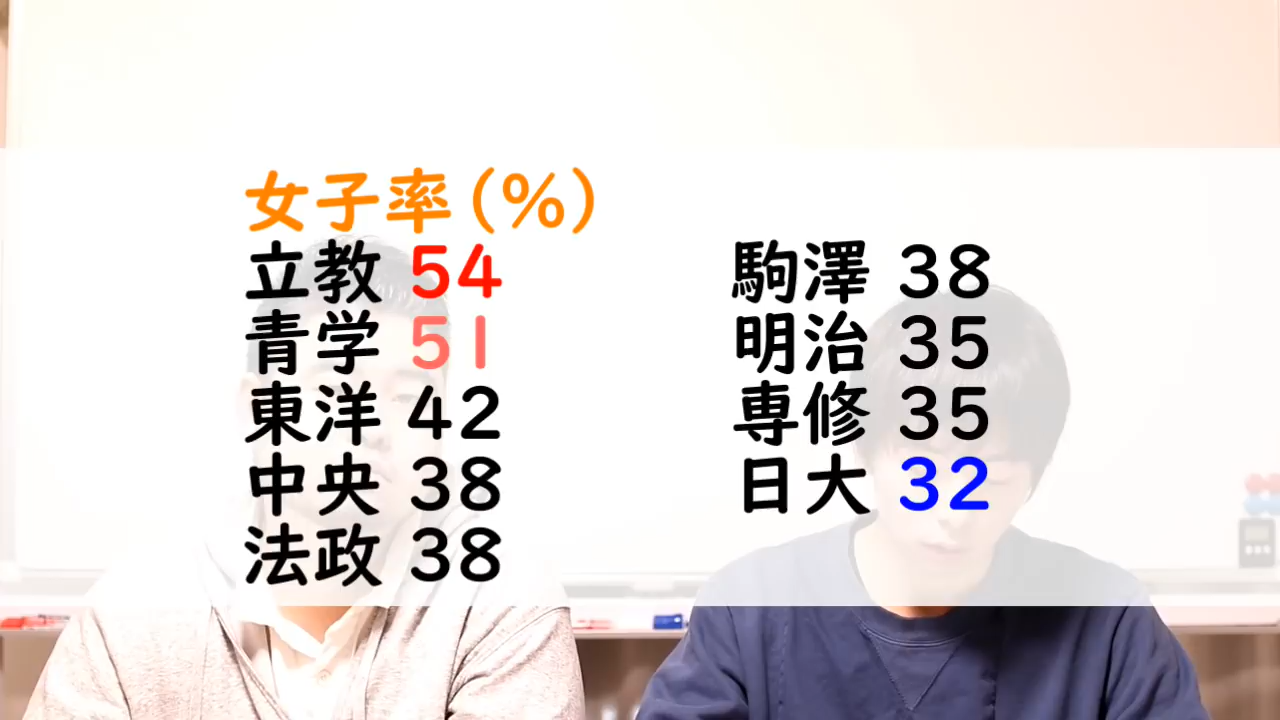 女子率(%)
立教 54
青学 51
東洋 42
中央 38
法政 38
駒澤 38
明治 35
専修 35
日大 32